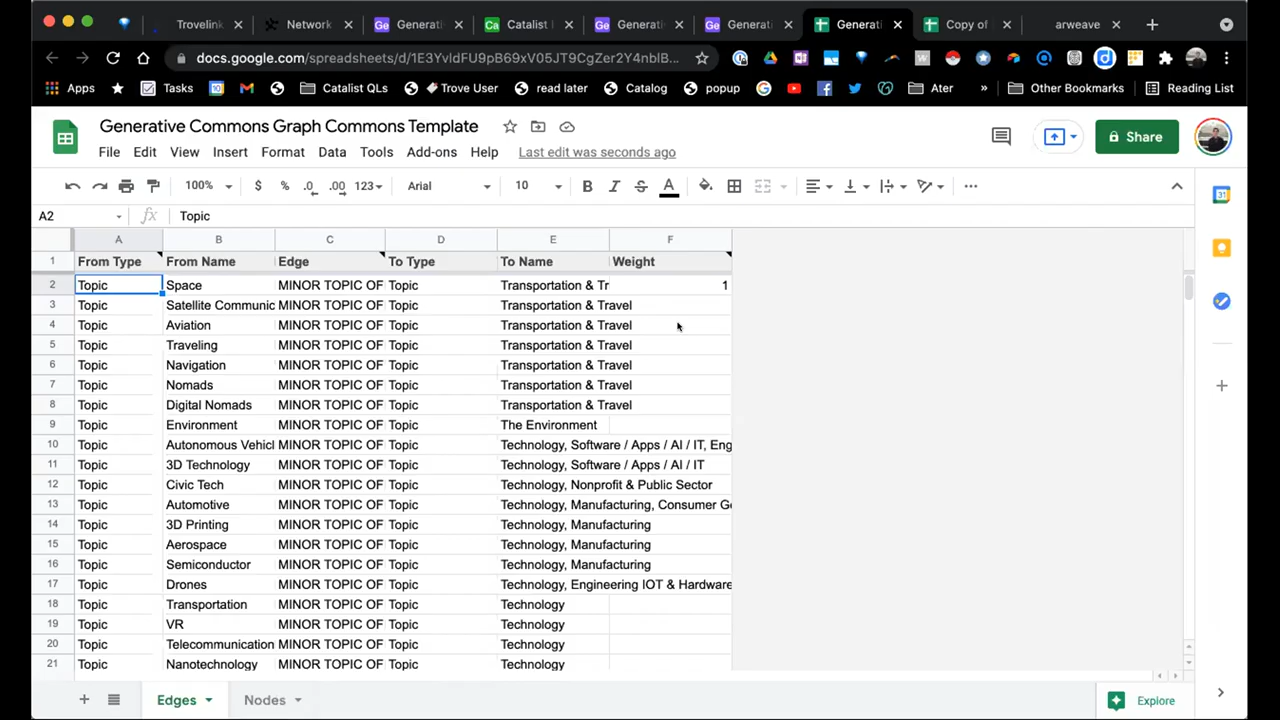 Trovelink
Network
Generati
Catalist L
Generati
Generati
Generati
Copy of
arweave
docs.google.com/spreadsheets/d/1E3YvldFU9pB69xV05JT9CgZer2Y4nblB...
Apps
Tasks
Catalist QLs
Trove User
read later
Catalog
popup
Ater
»
Other Bookmarks
Reading List
Generative Commons Graph Commons Template
File Edit View Insert Format Data Tools Add-ons Help Last edit was seconds ago
Share
100% $ % .0 .00 123 Arial 10 B I S A
A2 fx Topic
A B C D E F
1 From Type From Name Edge To Type To Name Weight
2 Topic Space MINOR TOPIC OF Topic Transportation & Tr 1
3 Topic Satellite Communic MINOR TOPIC OF Topic Transportation & Travel
4 Topic Aviation MINOR TOPIC OF Topic Transportation & Travel
5 Topic Traveling MINOR TOPIC OF Topic Transportation & Travel
6 Topic Navigation MINOR TOPIC OF Topic Transportation & Travel
7 Topic Nomads MINOR TOPIC OF Topic Transportation & Travel
8 Topic Digital Nomads MINOR TOPIC OF Topic Transportation & Travel
9 Topic Environment MINOR TOPIC OF Topic The Environment
10 Topic Autonomous Vehicl MINOR TOPIC OF Topic Technology, Software / Apps / AI / IT, Eng
11 Topic 3D Technology MINOR TOPIC OF Topic Technology, Software / Apps / AI / IT
12 Topic Civic Tech MINOR TOPIC OF Topic Technology, Nonprofit & Public Sector
13 Topic Automotive MINOR TOPIC OF Topic Technology, Manufacturing, Consumer Go
14 Topic 3D Printing MINOR TOPIC OF Topic Technology, Manufacturing
15 Topic Aerospace MINOR TOPIC OF Topic Technology, Manufacturing
16 Topic Semiconductor MINOR TOPIC OF Topic Technology, Manufacturing
17 Topic Drones MINOR TOPIC OF Topic Technology, Engineering IOT & Hardware
18 Topic Transportation MINOR TOPIC OF Topic Technology
19 Topic VR MINOR TOPIC OF Topic Technology
20 Topic Telecommunication MINOR TOPIC OF Topic Technology
21 Topic Nanotechnology MINOR TOPIC OF Topic Technology
Edges Nodes
Explore